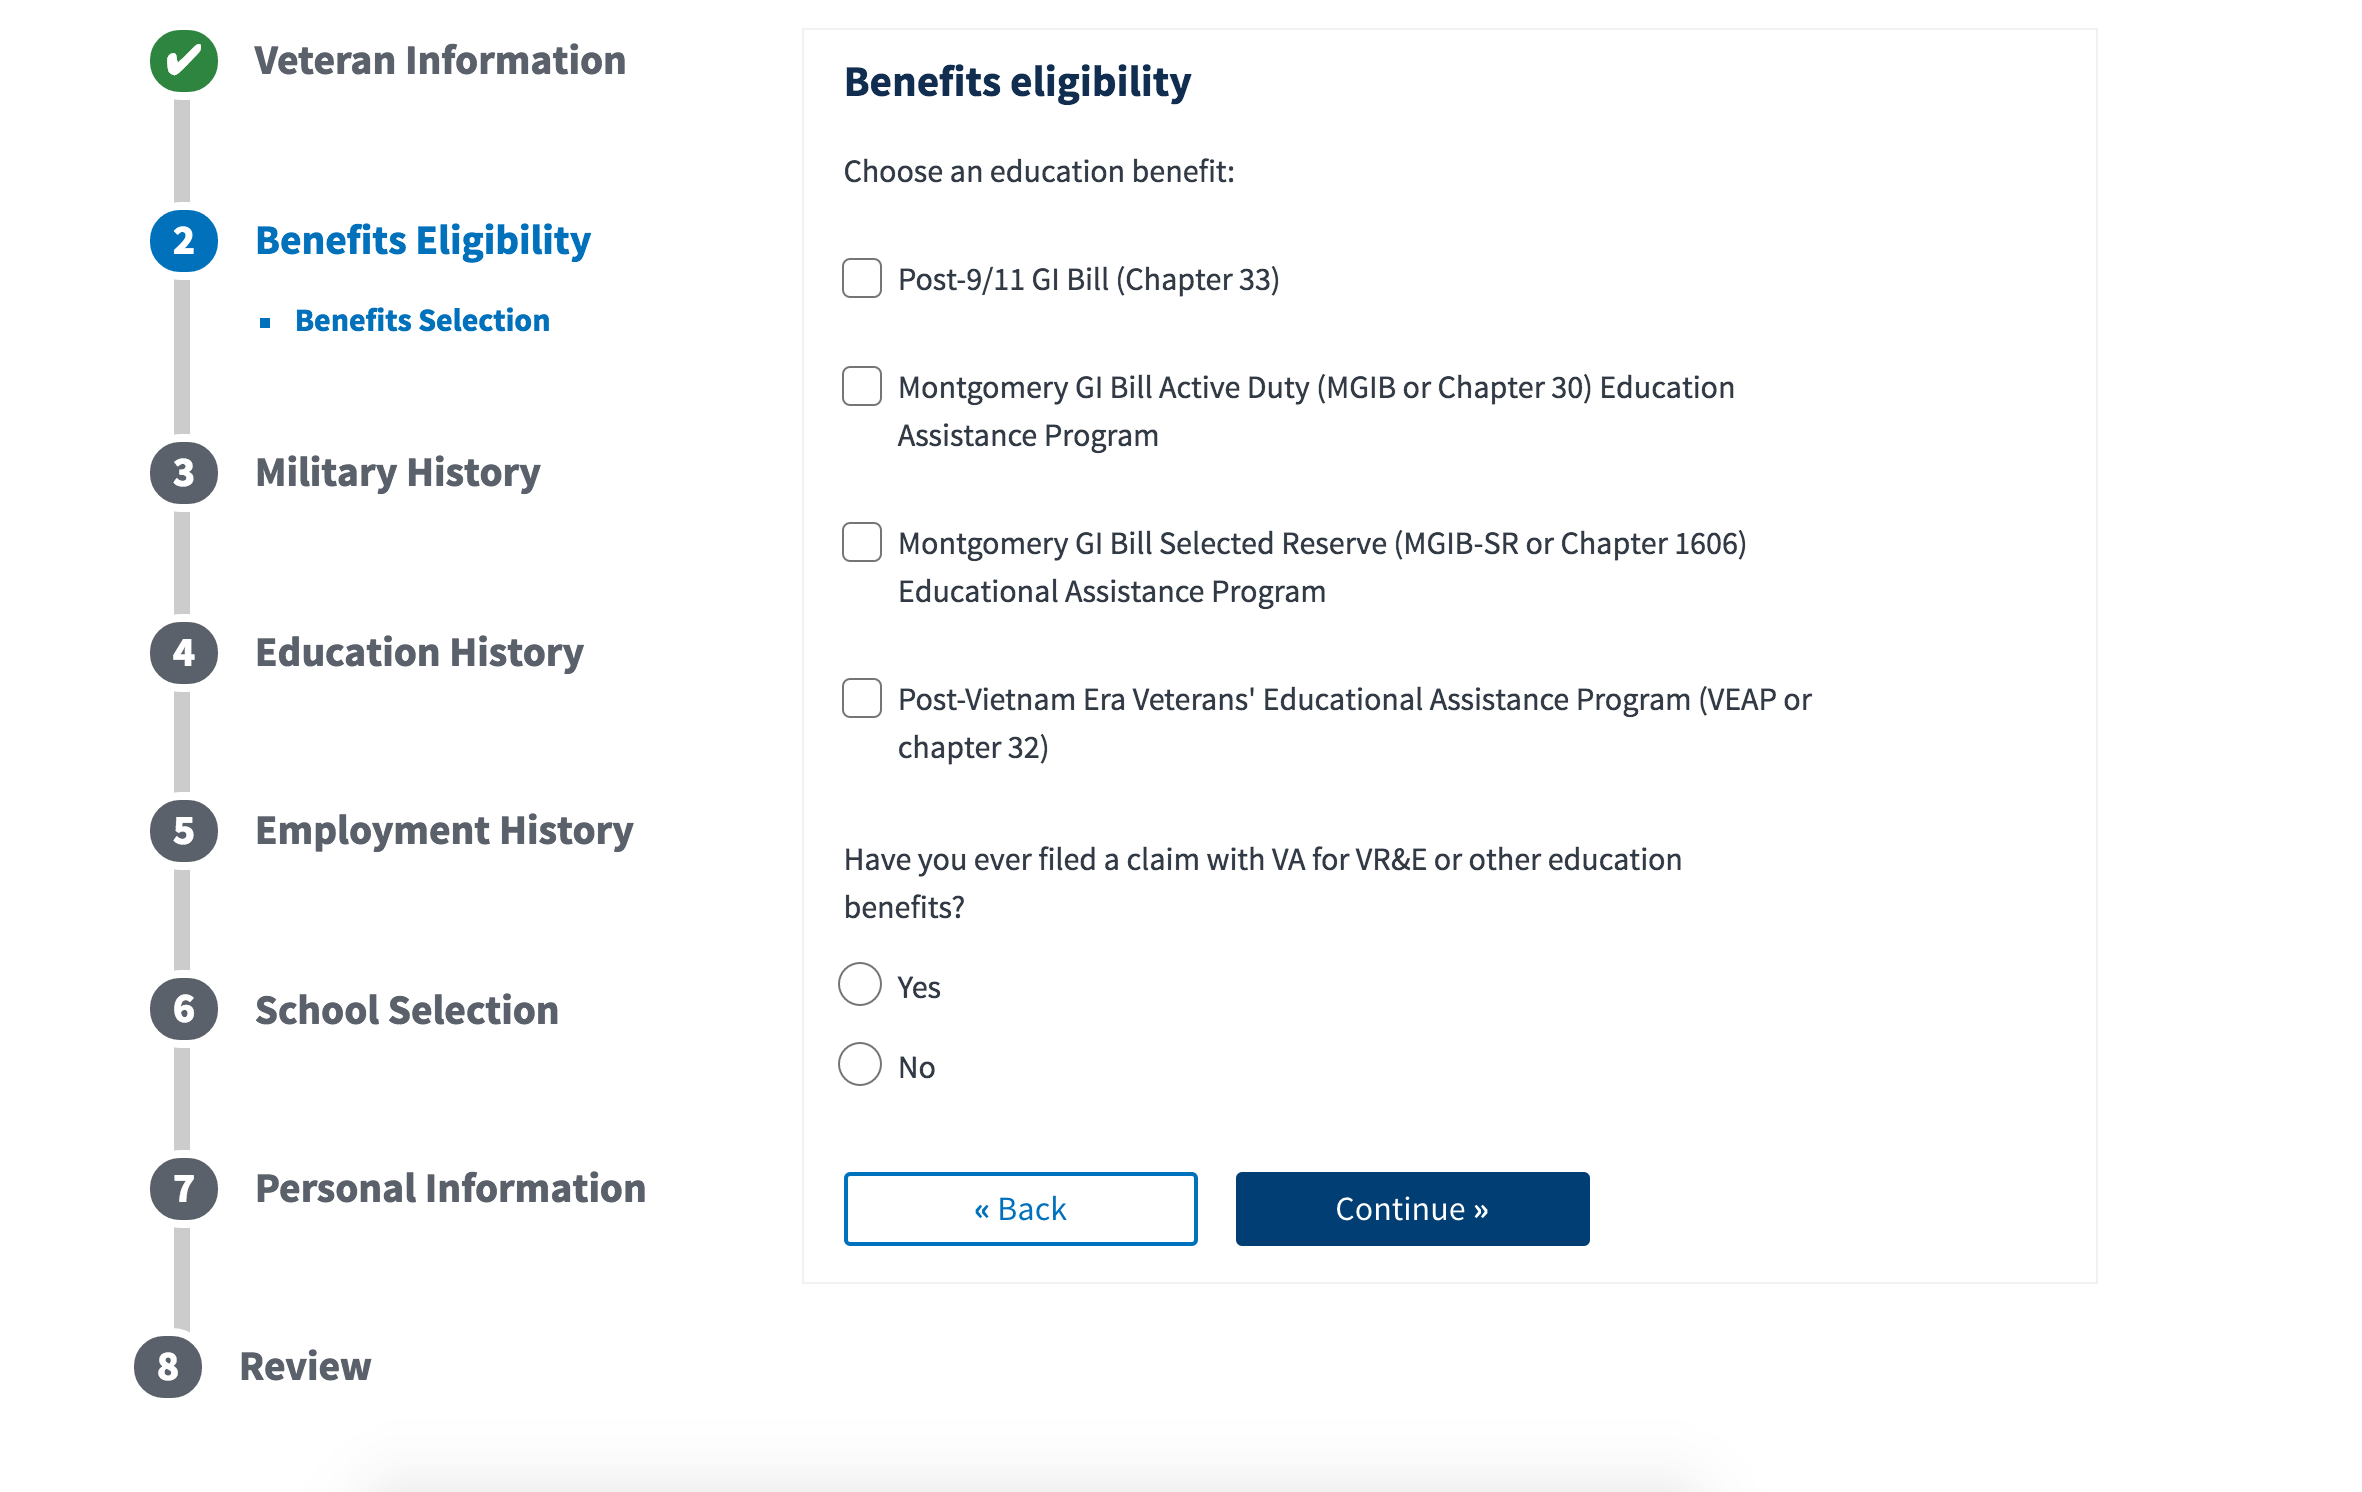 Veteran Information
2 Benefits Eligibility
Benefits Selection
3 Military History
4 Education History
5 Employment History
6 School Selection
7 Personal Information
8 Review
Benefits eligibility
Choose an education benefit:
Post-9/11 GI Bill (Chapter 33)
Montgomery GI Bill Active Duty (MGIB or Chapter 30) Education
Assistance Program
Montgomery GI Bill Selected Reserve (MGIB-SR or Chapter 1606)
Educational Assistance Program
Post-Vietnam Era Veterans' Educational Assistance Program (VEAP or
chapter 32)
Have you ever filed a claim with VA for VR&E or other education
benefits?
Yes
No
« Back
Continue »